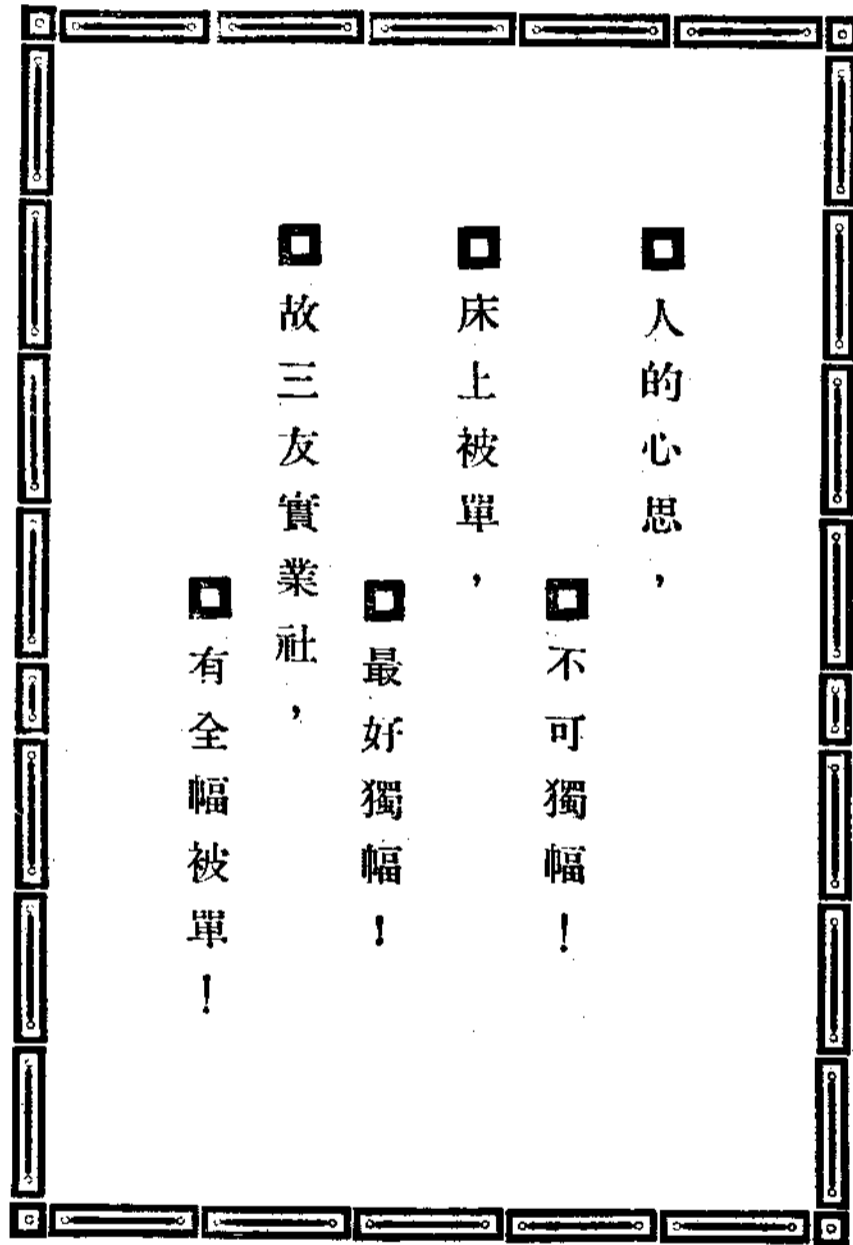 人的心思，
不可獨幅！
床上被單，
最好獨幅！
故三友實業社，
有全幅被單！